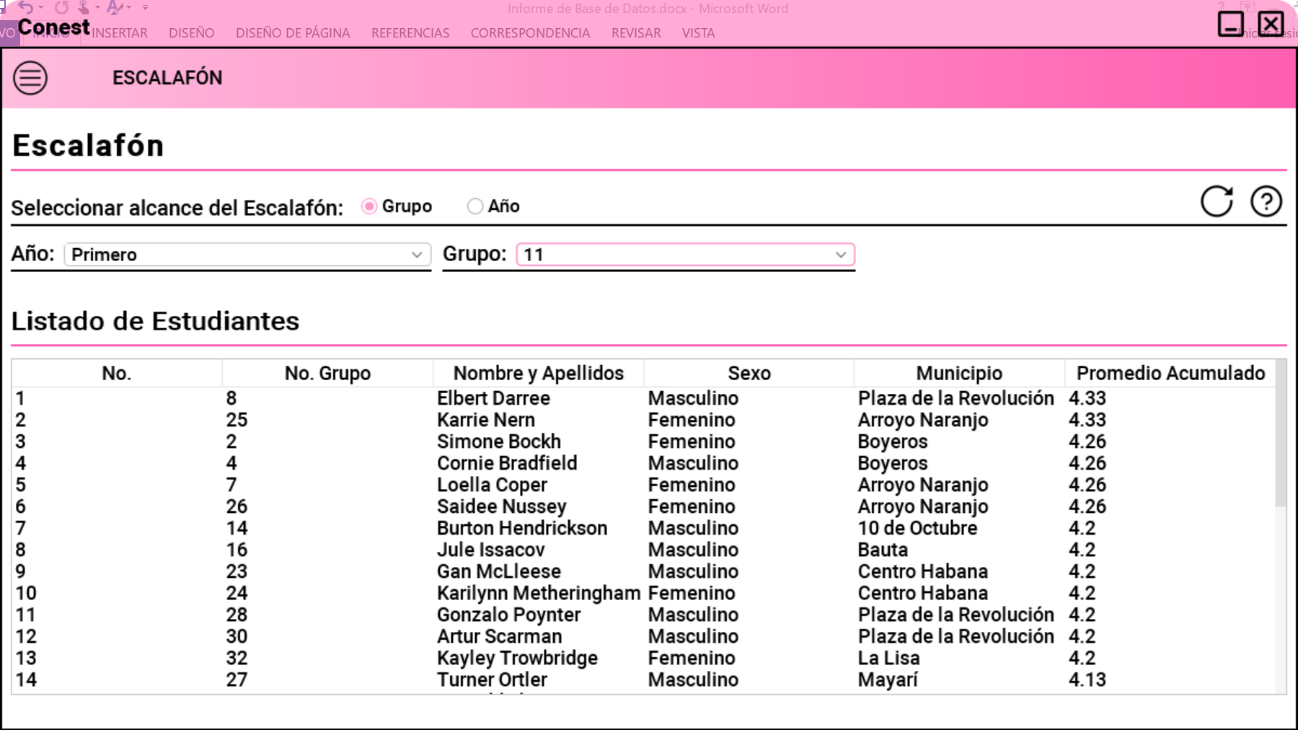 Informe de Base de Datos.docx - Microsoft Word
Conest
INICIO INSERTAR DISEÑO DISEÑO DE PÁGINA REFERENCIAS CORRESPONDENCIA REVISAR VISTA
ESCALAFÓN
Escalafón
Seleccionar alcance del Escalafón: Grupo Año
Año: Primero Grupo: 11
Listado de Estudiantes
No. No. Grupo Nombre y Apellidos Sexo Municipio Promedio Acumulado
1 8 Elbert Darree Masculino Plaza de la Revolución 4.33
2 25 Karrie Nern Femenino Arroyo Naranjo 4.33
3 2 Simone Bockh Femenino Boyeros 4.26
4 4 Cornie Bradfield Masculino Boyeros 4.26
5 7 Loella Coper Femenino Arroyo Naranjo 4.26
6 26 Saidee Nussey Femenino Arroyo Naranjo 4.26
7 14 Burton Hendrickson Masculino 10 de Octubre 4.2
8 16 Jule Issacov Masculino Bauta 4.2
9 23 Gan McLleese Masculino Centro Habana 4.2
10 24 Karilynn Metheringham Femenino Centro Habana 4.2
11 28 Gonzalo Poynter Masculino Plaza de la Revolución 4.2
12 30 Artur Scarman Masculino Plaza de la Revolución 4.2
13 32 Kayley Trowbridge Femenino La Lisa 4.2
14 27 Turner Ortler Masculino Mayarí 4.13